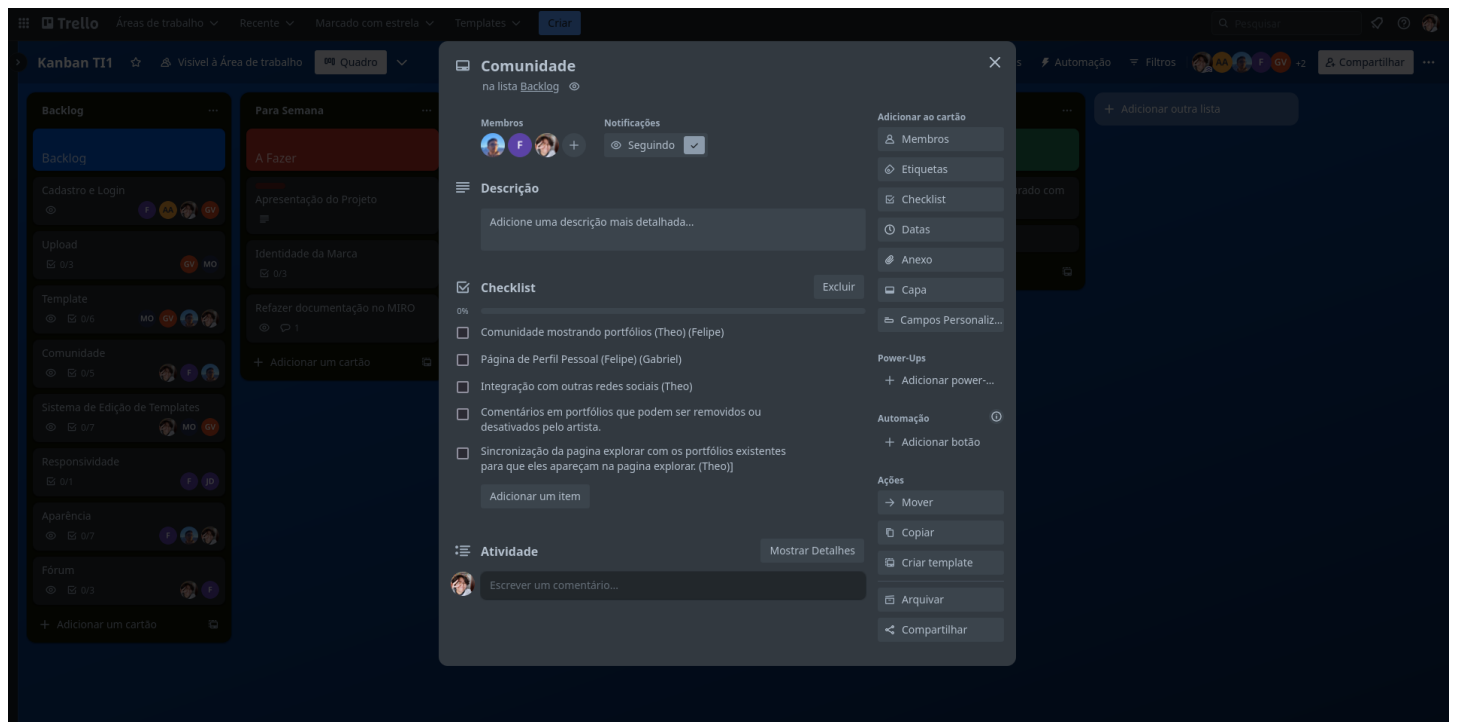 Trello
Áreas de trabalho
Recente
Marcado com estrela
Templates
Criar
Pesquisar
Kanban TI1
Visível à Área de trabalho
Quadro
Automação
Filtros
AA
F
GV
+2
Compartilhar
Backlog
Backlog
Cadastro e Login
F AA GV
Upload
0/3
GV MO
Template
0/6
MO GV
Comunidade
0/5
F
Sistema de Edição de Templates
0/7
MO GV
Responsividade
0/1
F JD
Aparência
0/7
F
Fórum
0/3
F
+ Adicionar um cartão
Para Semana
A Fazer
Apresentação do Projeto
Identidade da Marca
0/3
Refazer documentação no MIRO
1
+ Adicionar um cartão
Comunidade
na lista Backlog
Membros
F
Notificações
Seguindo
Descrição
Adicione uma descrição mais detalhada...
Checklist
Excluir
0%
Comunidade mostrando portfólios (Theo) (Felipe)
Página de Perfil Pessoal (Felipe) (Gabriel)
Integração com outras redes sociais (Theo)
Comentários em portfólios que podem ser removidos ou
desativados pelo artista.
Sincronização da pagina explorar com os portfólios existentes
para que eles apareçam na pagina explorar. (Theo)]
Adicionar um item
Atividade
Mostrar Detalhes
Escrever um comentário...
Adicionar ao cartão
Membros
Etiquetas
Checklist
Datas
Anexo
Capa
Campos Personaliz...
Power-Ups
+ Adicionar power-...
Automação
+ Adicionar botão
Ações
Mover
Copiar
Criar template
Arquivar
Compartilhar
+ Adicionar outra lista